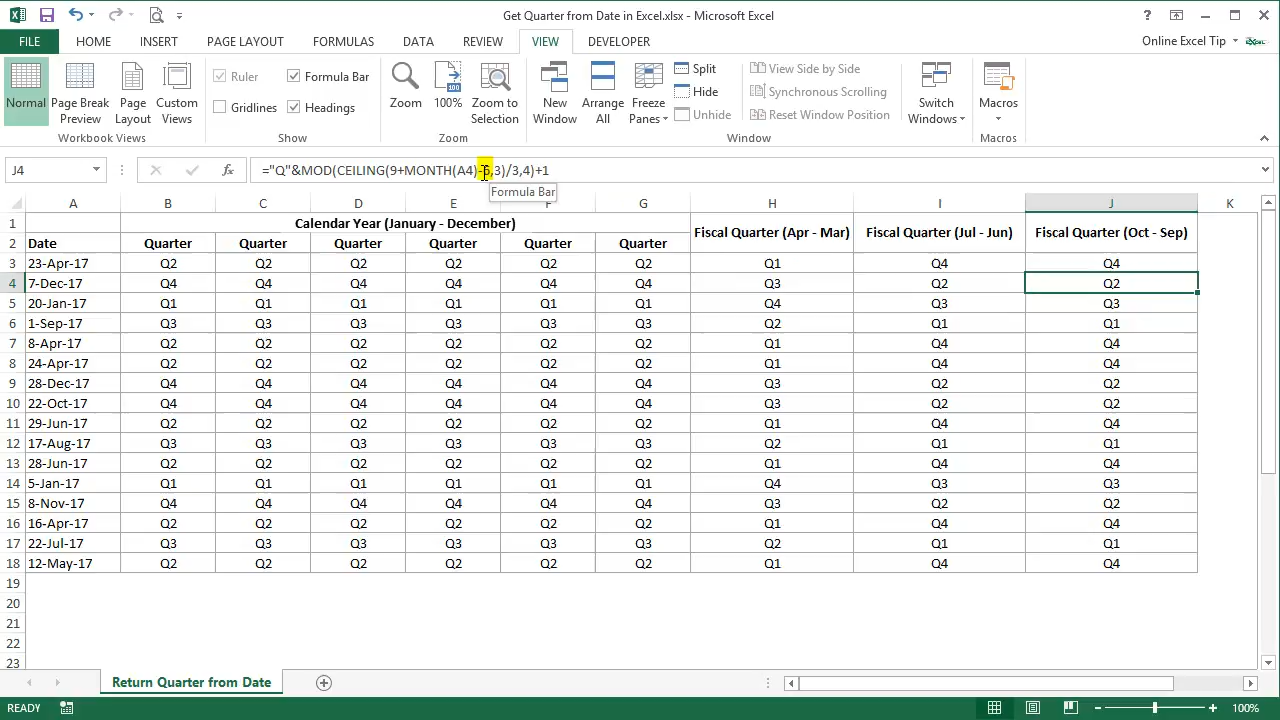 Get Quarter from Date in Excel.xlsx - Microsoft Excel
FILE HOME INSERT PAGE LAYOUT FORMULAS DATA REVIEW VIEW DEVELOPER Online Excel Tip
Normal Page Break Preview Page Layout Custom Views
Workbook Views
Ruler Formula Bar
Gridlines Headings
Show
Zoom 100% Zoom to Selection
Zoom
New Window Arrange All Freeze Panes
Split
Hide
Unhide
View Side by Side
Synchronous Scrolling
Reset Window Position
Window
Switch Windows
Macros
Macros
J4 fx ="Q"&MOD(CEILING(9+MONTH(A4)-6,3)/3,4)+1
Formula Bar
A B C D E F G H I J K
1 Calendar Year (January - December) Fiscal Quarter (Apr - Mar) Fiscal Quarter (Jul - Jun) Fiscal Quarter (Oct - Sep)
2 Date Quarter Quarter Quarter Quarter Quarter Quarter
3 23-Apr-17 Q2 Q2 Q2 Q2 Q2 Q2 Q1 Q4 Q4
4 7-Dec-17 Q4 Q4 Q4 Q4 Q4 Q4 Q3 Q2 Q2
5 20-Jan-17 Q1 Q1 Q1 Q1 Q1 Q1 Q4 Q3 Q3
6 1-Sep-17 Q3 Q3 Q3 Q3 Q3 Q3 Q2 Q1 Q1
7 8-Apr-17 Q2 Q2 Q2 Q2 Q2 Q2 Q1 Q4 Q4
8 24-Apr-17 Q2 Q2 Q2 Q2 Q2 Q2 Q1 Q4 Q4
9 28-Dec-17 Q4 Q4 Q4 Q4 Q4 Q4 Q3 Q2 Q2
10 22-Oct-17 Q4 Q4 Q4 Q4 Q4 Q4 Q3 Q2 Q2
11 29-Jun-17 Q2 Q2 Q2 Q2 Q2 Q2 Q1 Q4 Q4
12 17-Aug-17 Q3 Q3 Q3 Q3 Q3 Q3 Q2 Q1 Q1
13 28-Jun-17 Q2 Q2 Q2 Q2 Q2 Q2 Q1 Q4 Q4
14 5-Jan-17 Q1 Q1 Q1 Q1 Q1 Q1 Q4 Q3 Q3
15 8-Nov-17 Q4 Q4 Q4 Q4 Q4 Q4 Q3 Q2 Q2
16 16-Apr-17 Q2 Q2 Q2 Q2 Q2 Q2 Q1 Q4 Q4
17 22-Jul-17 Q3 Q3 Q3 Q3 Q3 Q3 Q2 Q1 Q1
18 12-May-17 Q2 Q2 Q2 Q2 Q2 Q2 Q1 Q4 Q4
19
20
21
22
23
Return Quarter from Date
READY 100%